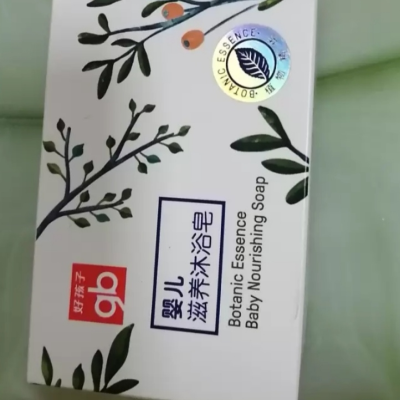 好孩子
gb
婴儿
滋养沐浴皂
Botanic Essence
Baby Nourishing Soap
BOTANIC ESSENCE